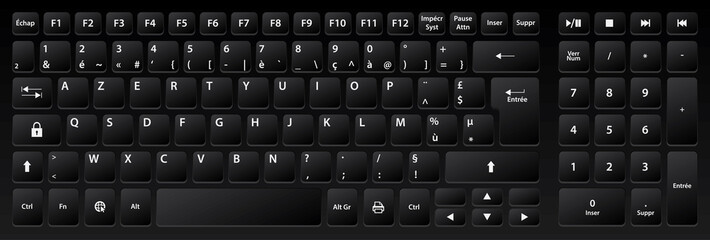 Échap F1 F2 F3 F4 F5 F6 F7 F8 F9 F10 F11 F12 Impécr Pause Inser Suppr
Syst Attn
1 2 3 4 5 6 7 8 9 0 ° + Verr / * -
2 & é ~ « # ' { ( [ - | è ` _ \ ç ^ à @ ) ] = } Num
A Z E R T Y U I O P ¨ £ 7 8 9
^ $ Entrée +
Q S D F G H J K L M % µ 4 5 6
ù *
> W X C V B N ? . / § 1 2 3
< , ; : !
Entrée
Ctrl Fn Alt Alt Gr Ctrl 0 .
Inser Suppr